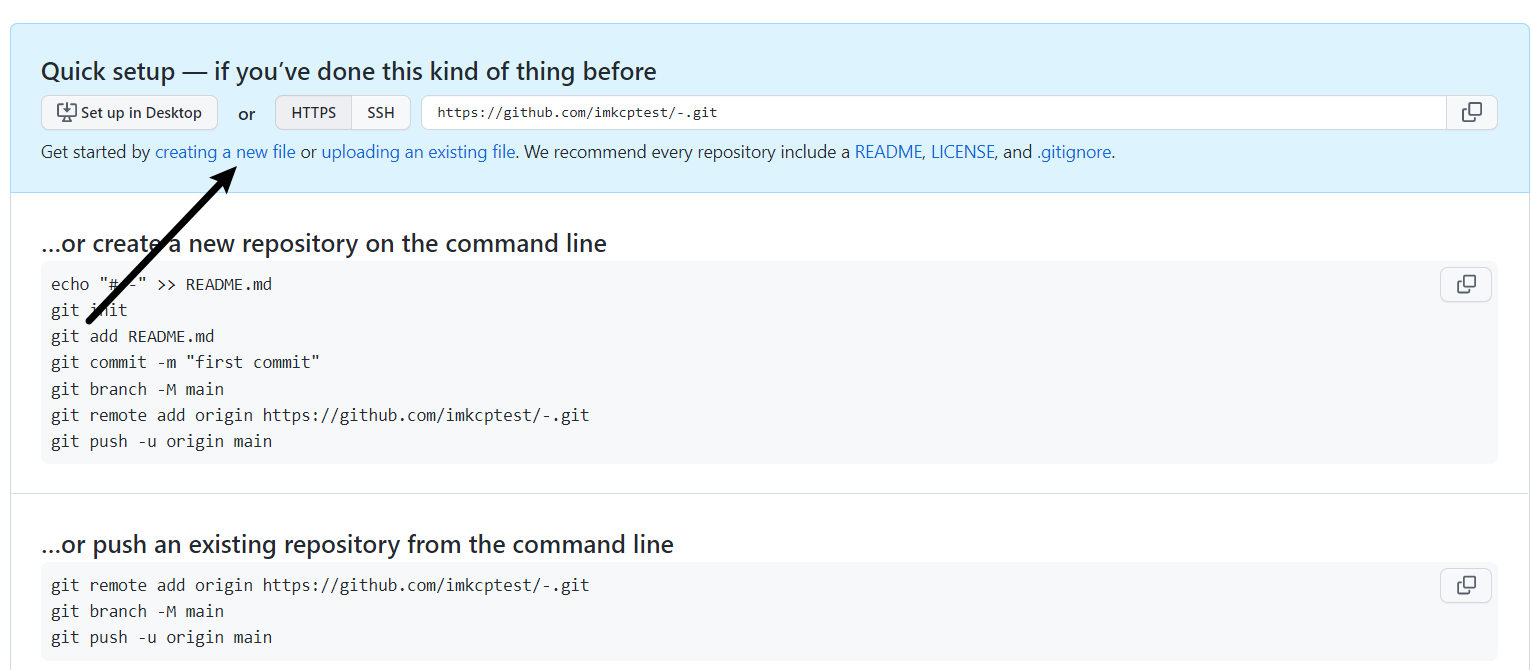 Quick setup — if you’ve done this kind of thing before
Set up in Desktop or HTTPS SSH https://github.com/imkcptest/-.git
Get started by creating a new file or uploading an existing file. We recommend every repository include a README, LICENSE, and .gitignore.
…or create a new repository on the command line
echo "# -" >> README.md
git init
git add README.md
git commit -m "first commit"
git branch -M main
git remote add origin https://github.com/imkcptest/-.git
git push -u origin main
…or push an existing repository from the command line
git remote add origin https://github.com/imkcptest/-.git
git branch -M main
git push -u origin main